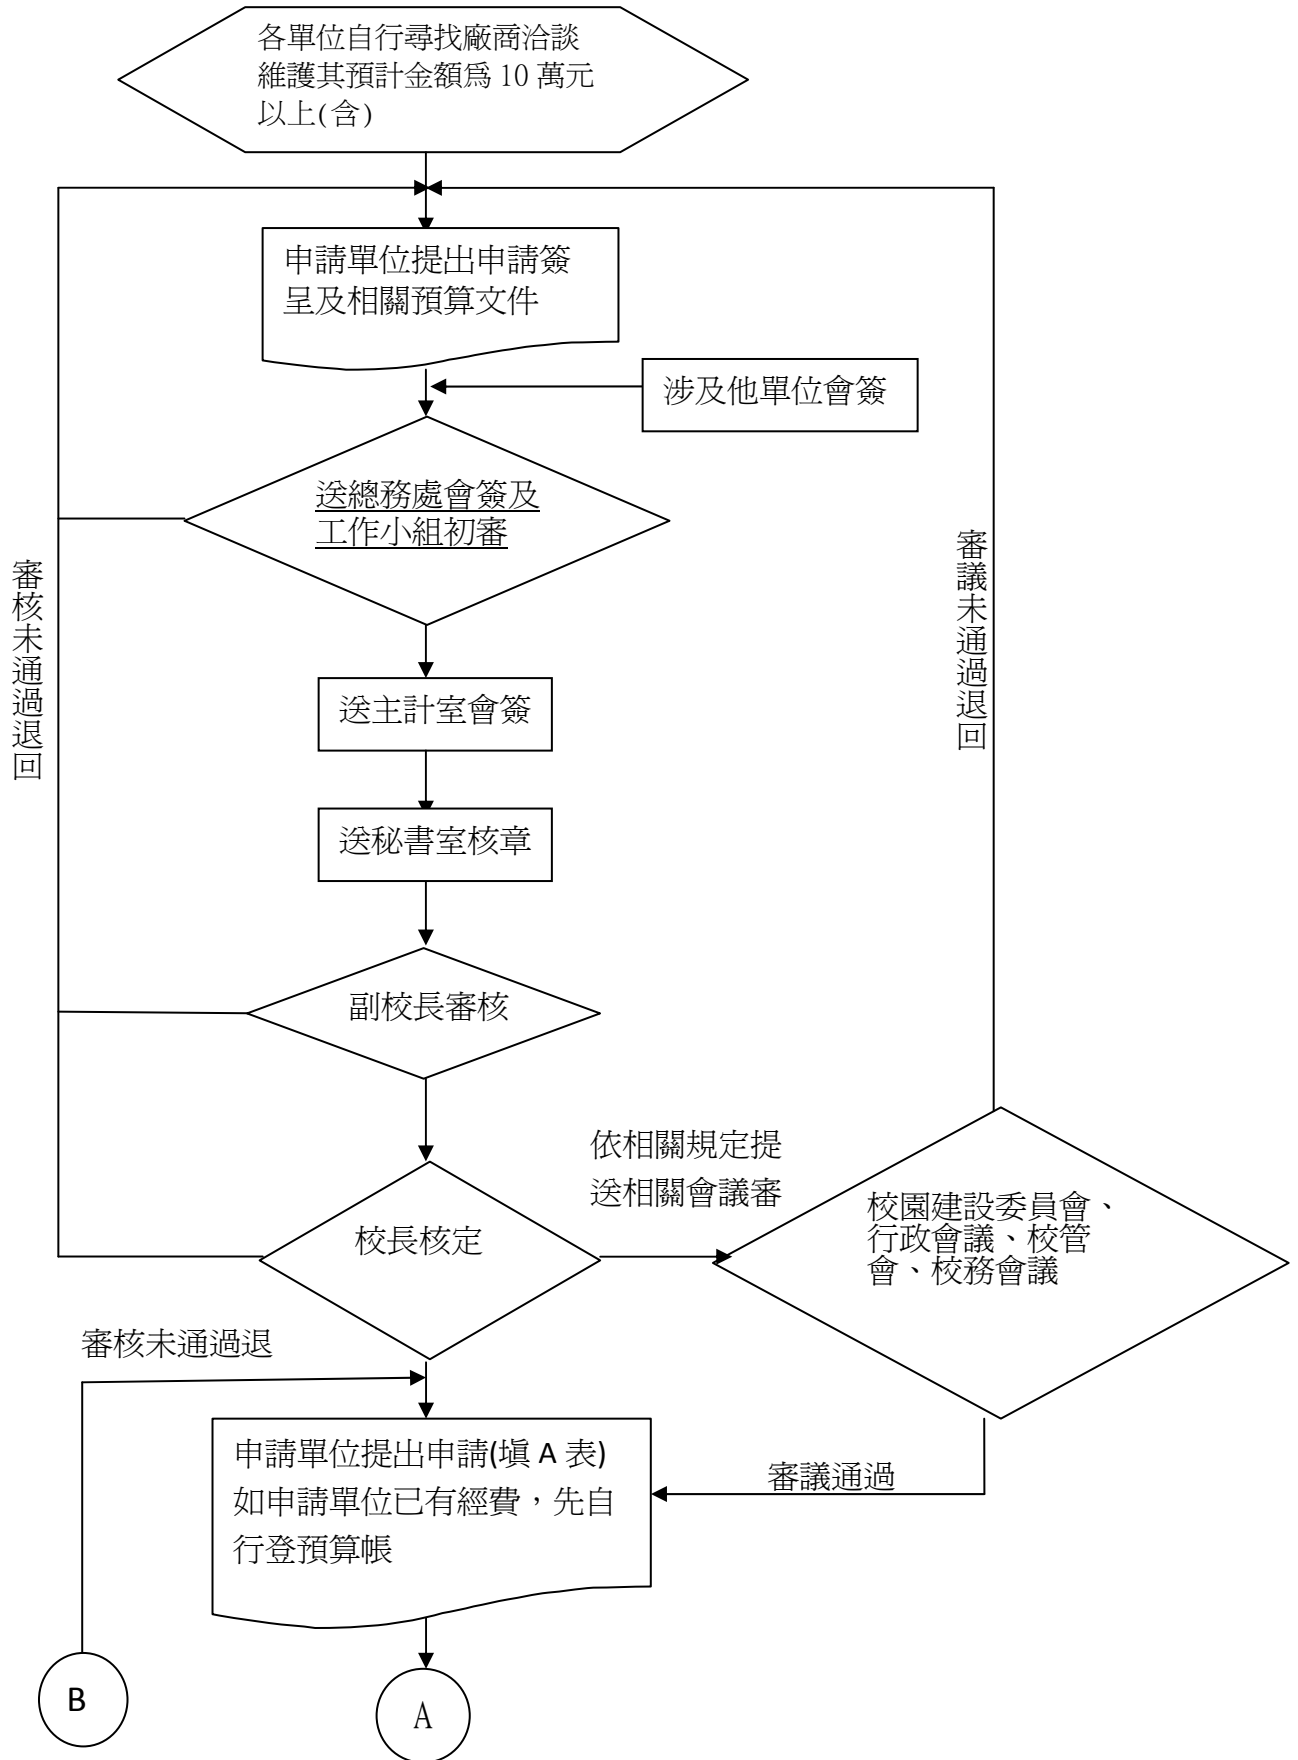 各單位自行尋找廠商洽談
維護其預計金額為 10 萬元
以上(含)
申請單位提出申請簽
呈及相關預算文件
涉及他單位會簽
送總務處會簽及
工作小組初審
審核未通過退回
審議未通過退回
送主計室會簽
送秘書室核章
副校長審核
依相關規定提
送相關會議審
校長核定
校園建設委員會、
行政會議、校管
會、校務會議
審核未通過退
申請單位提出申請(填 A 表)
如申請單位已有經費，先自
行登預算帳
審議通過
B
A